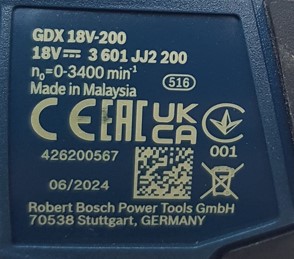 GDX 18V-200
18V⎓ 3 601 JJ2 200
n₀=0-3400 min⁻¹
516
Made in Malaysia
CE EAC UK
CA
001
426200567
06/2024
Robert Bosch Power Tools GmbH
70538 Stuttgart, GERMANY